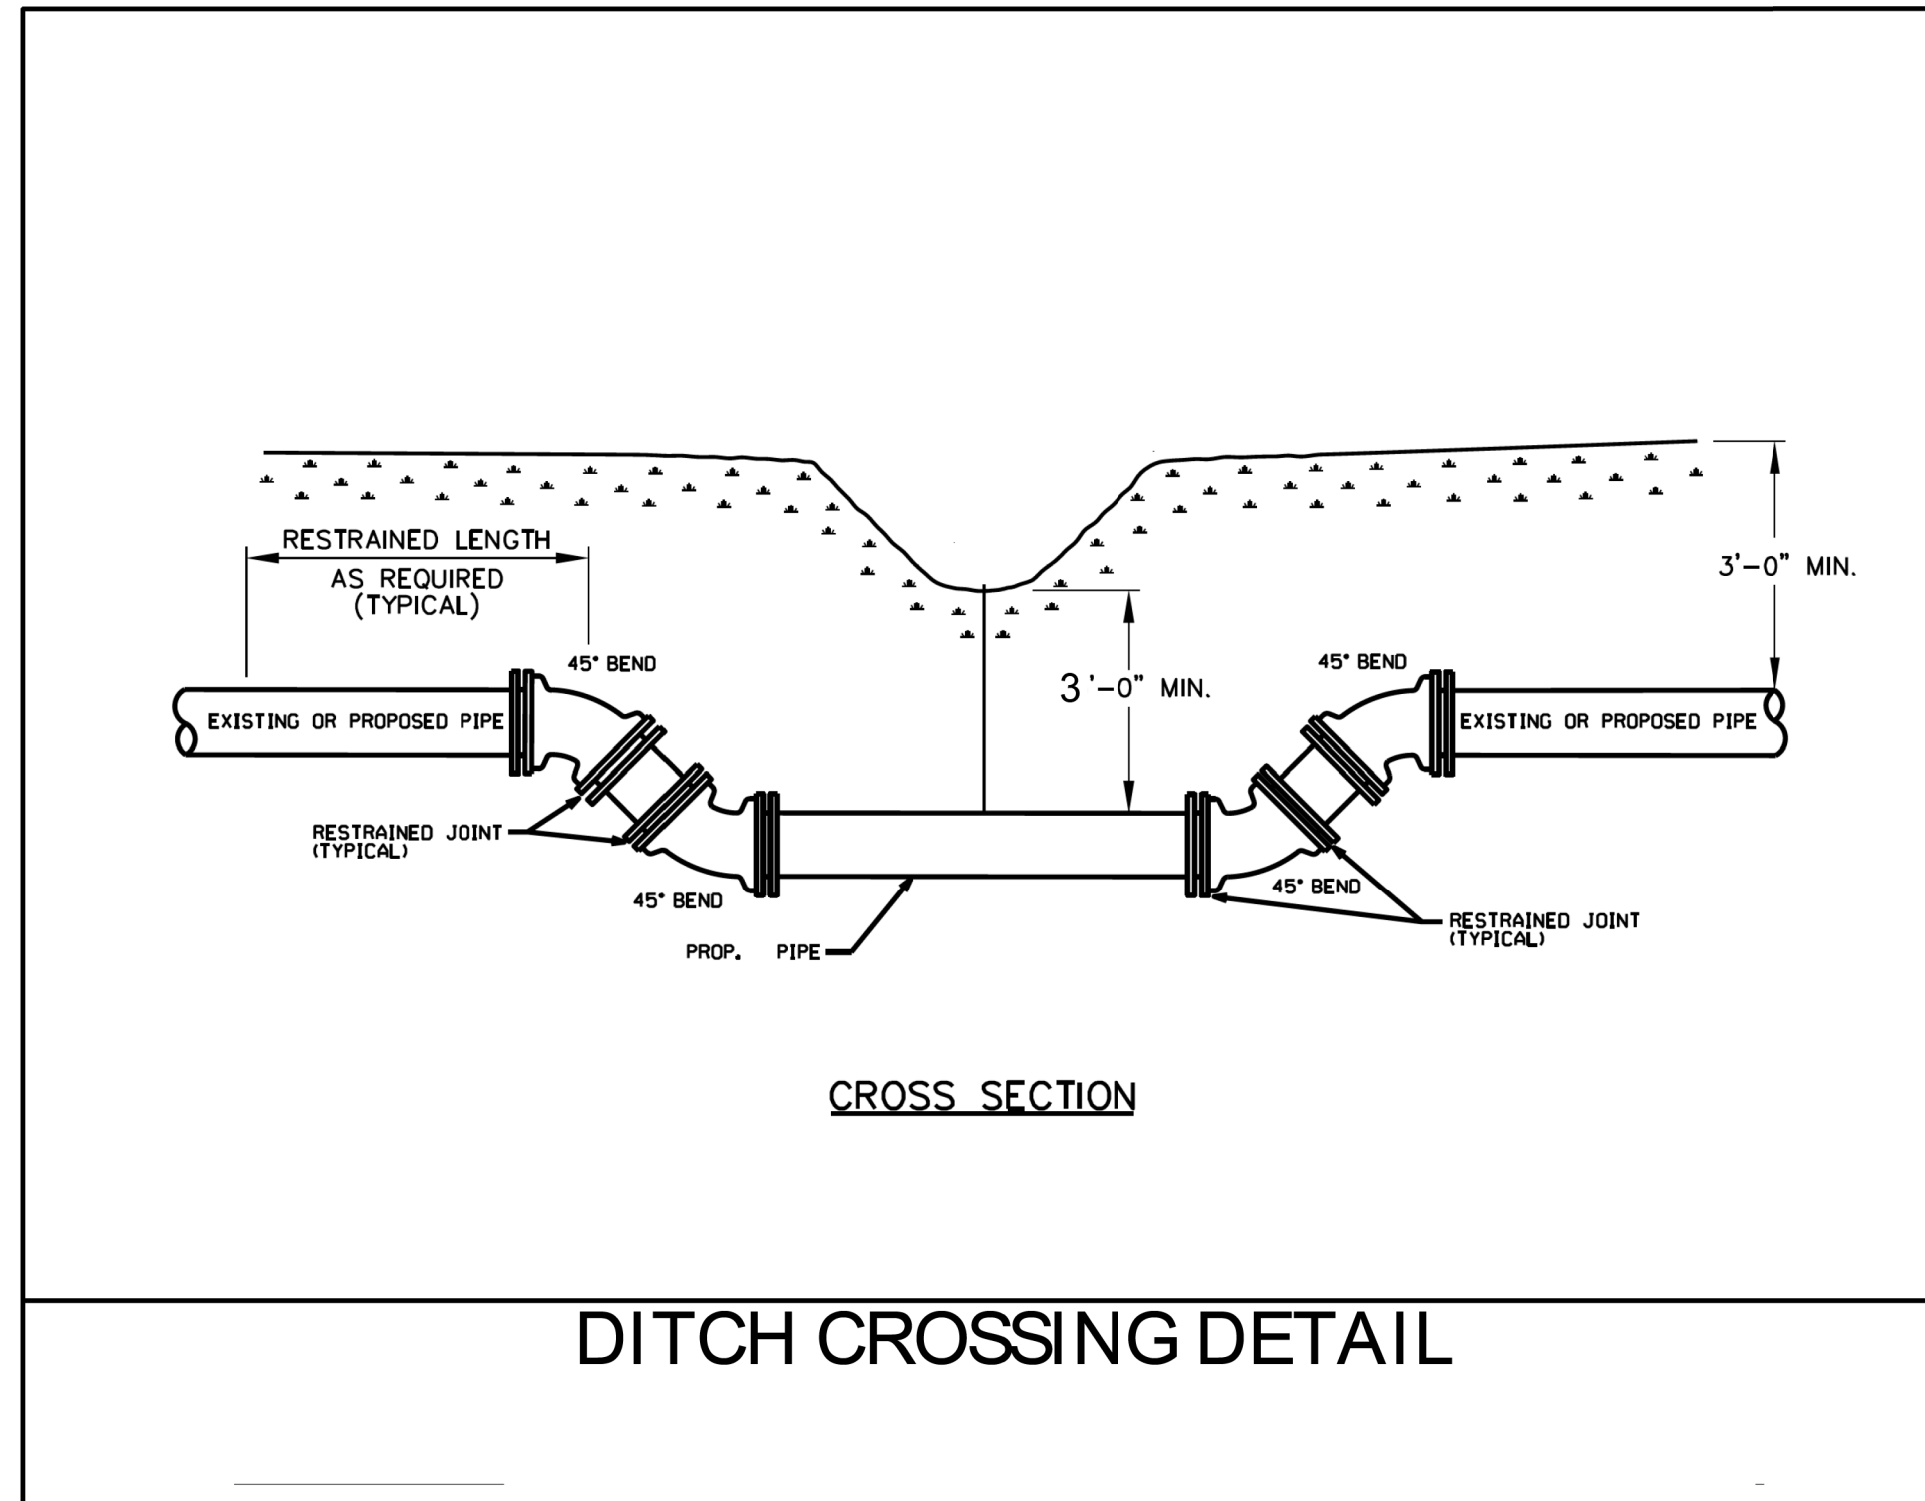 RESTRAINED LENGTH
AS REQUIRED
(TYPICAL)
3'-0" MIN.
3'-0" MIN.
45° BEND
45° BEND
EXISTING OR PROPOSED PIPE
EXISTING OR PROPOSED PIPE
RESTRAINED JOINT
(TYPICAL)
45° BEND
45° BEND
RESTRAINED JOINT
(TYPICAL)
PROP. PIPE
CROSS SECTION
DITCH CROSSING DETAIL